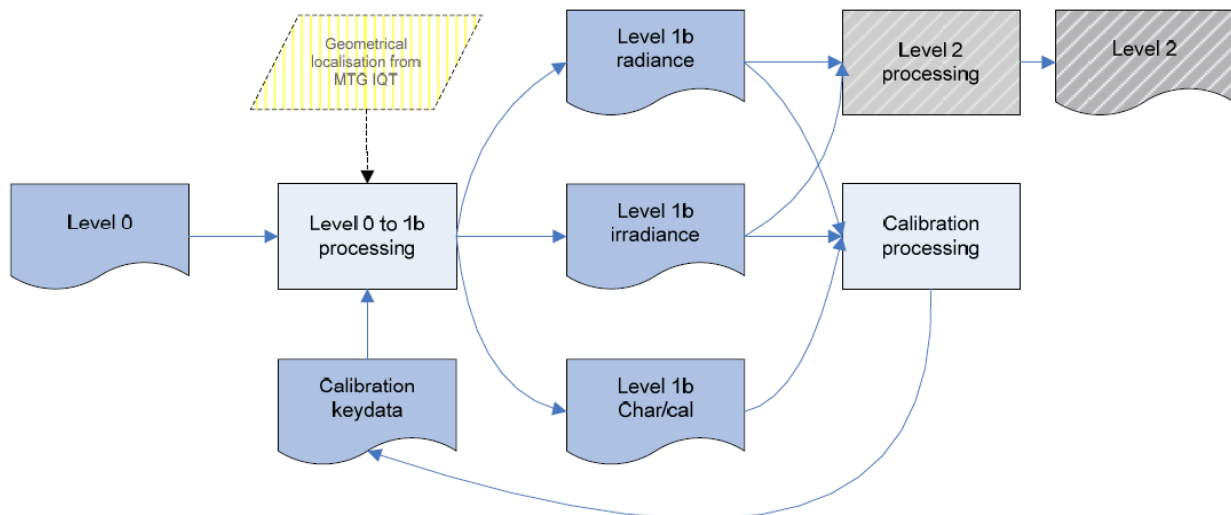 Geometrical
localisation from
MTG IQT
Level 1b
radiance
Level 2
processing
Level 2
Level 0
Level 0 to 1b
processing
Level 1b
irradiance
Calibration
processing
Calibration
keydata
Level 1b
Char/cal